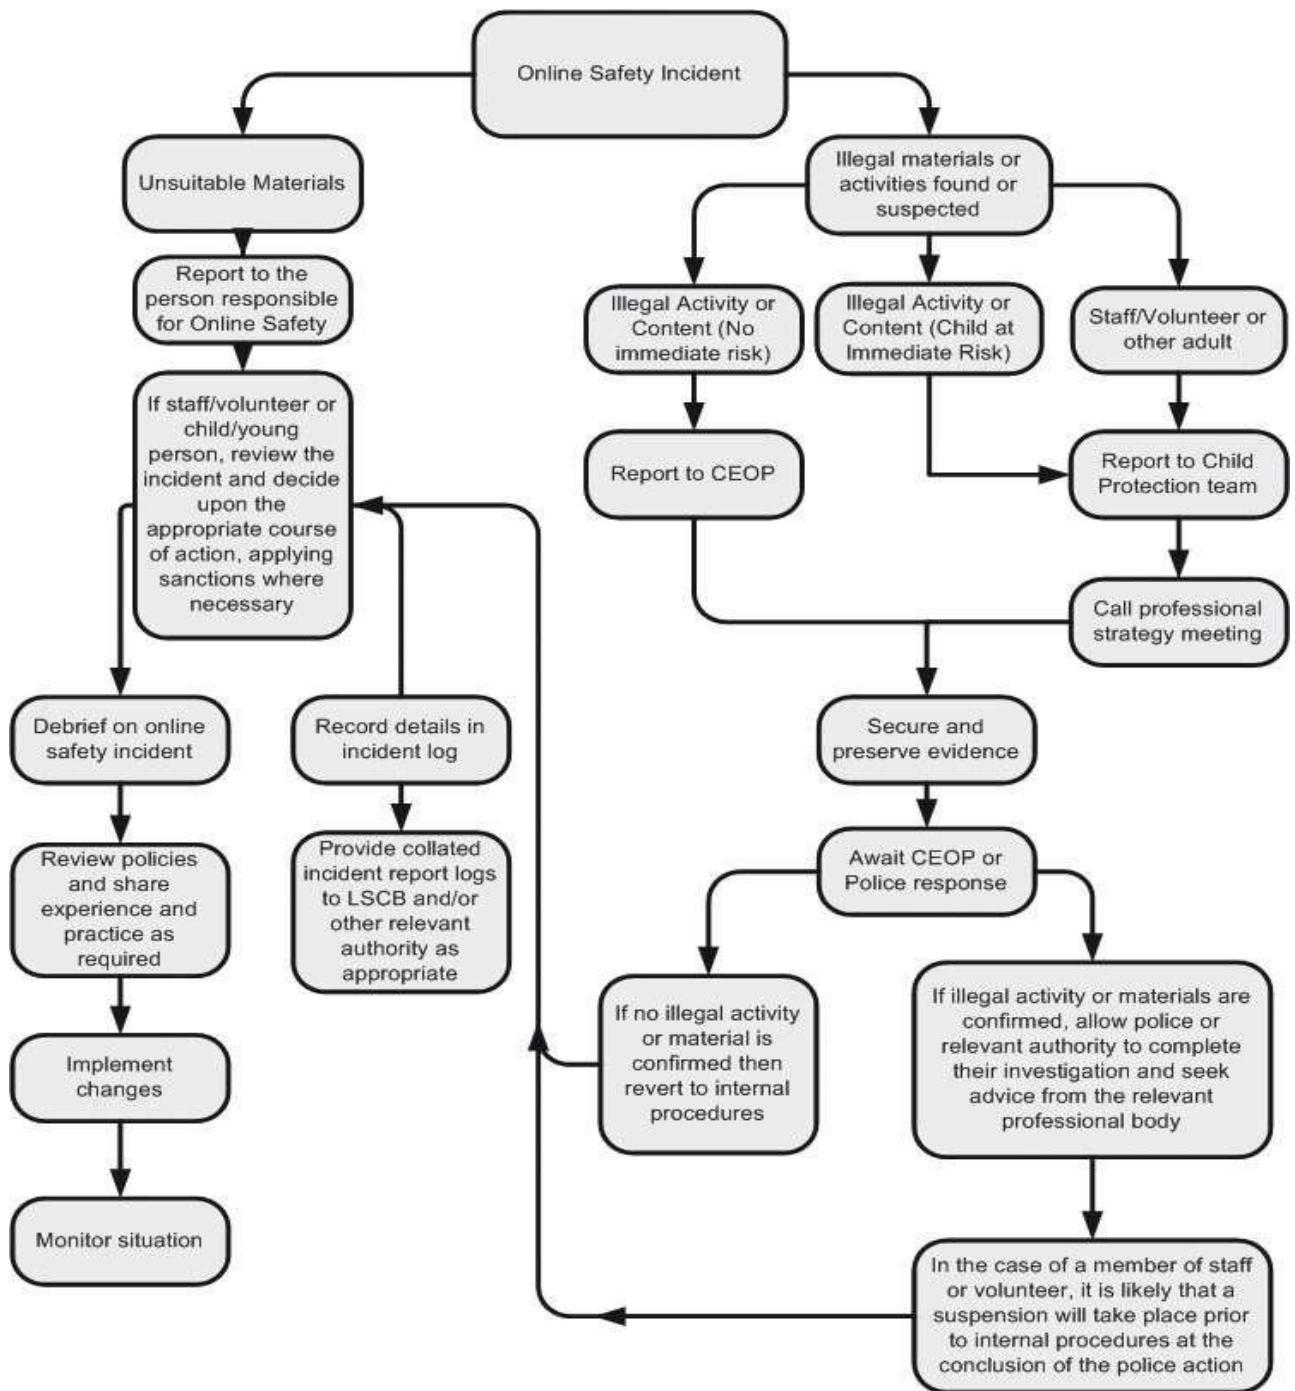 Online Safety Incident
Unsuitable Materials
Report to the
person responsible
for Online Safety
If staff/volunteer or
child/young
person, review the
incident and decide
upon the
appropriate course
of action, applying
sanctions where
necessary
Debrief on online
safety incident
Review policies
and share
experience and
practice as
required
Implement
changes
Monitor situation
Record details in
incident log
Provide collated
incident report logs
to LSCB and/or
other relevant
authority as
appropriate
Illegal materials or
activities found or
suspected
Illegal Activity or
Content (No
immediate risk)
Illegal Activity or
Content (Child at
Immediate Risk)
Staff/Volunteer or
other adult
Report to CEOP
Report to Child
Protection team
Call professional
strategy meeting
Secure and
preserve evidence
Await CEOP or
Police response
If no illegal activity
or material is
confirmed then
revert to internal
procedures
If illegal activity or materials are
confirmed, allow police or
relevant authority to complete
their investigation and seek
advice from the relevant
professional body
In the case of a member of staff
or volunteer, it is likely that a
suspension will take place prior
to internal procedures at the
conclusion of the police action